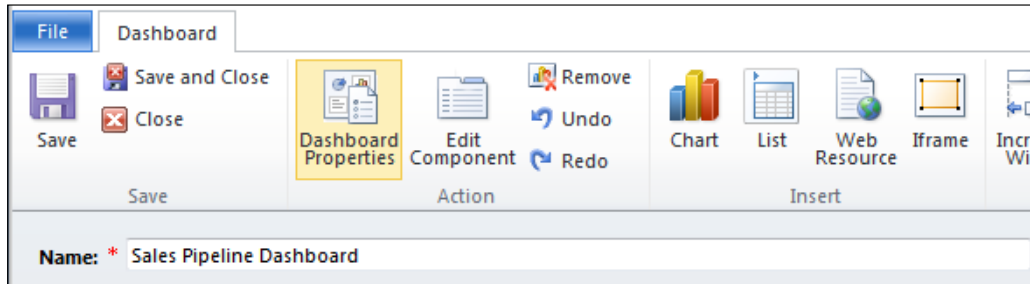 File Dashboard
Save and Close
Close
Save
Dashboard Properties
Edit Component
Remove
Undo
Redo
Chart
List
Web Resource
Iframe
Save
Action
Insert
Name: * Sales Pipeline Dashboard